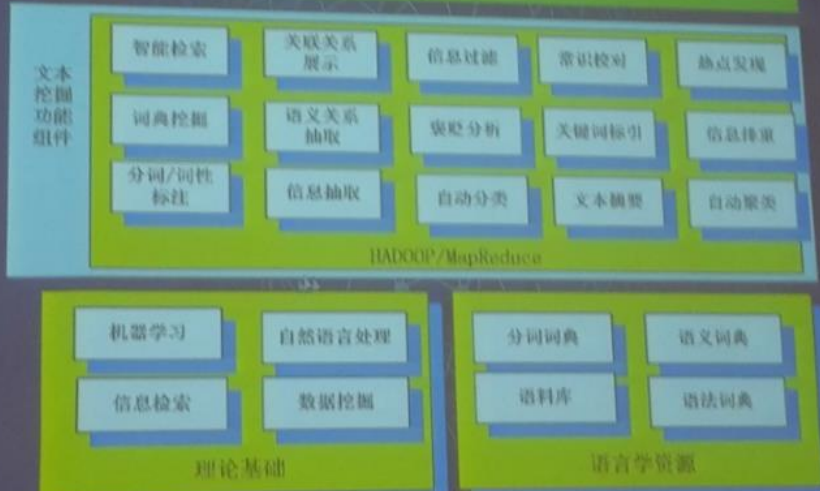 文本
挖掘
功能
组件
智能检索
关联关系
展示
信息过滤
常识校对
热点发现
词典挖掘
语义关系
抽取
褒贬分析
关键词标引
信息排重
分词/词性
标注
信息抽取
自动分类
文本摘要
自动聚类
HADOOP/MapReduce
机器学习
自然语言处理
信息检索
数据挖掘
理论基础
分词词典
语义词典
语料库
语法词典
语言学资源